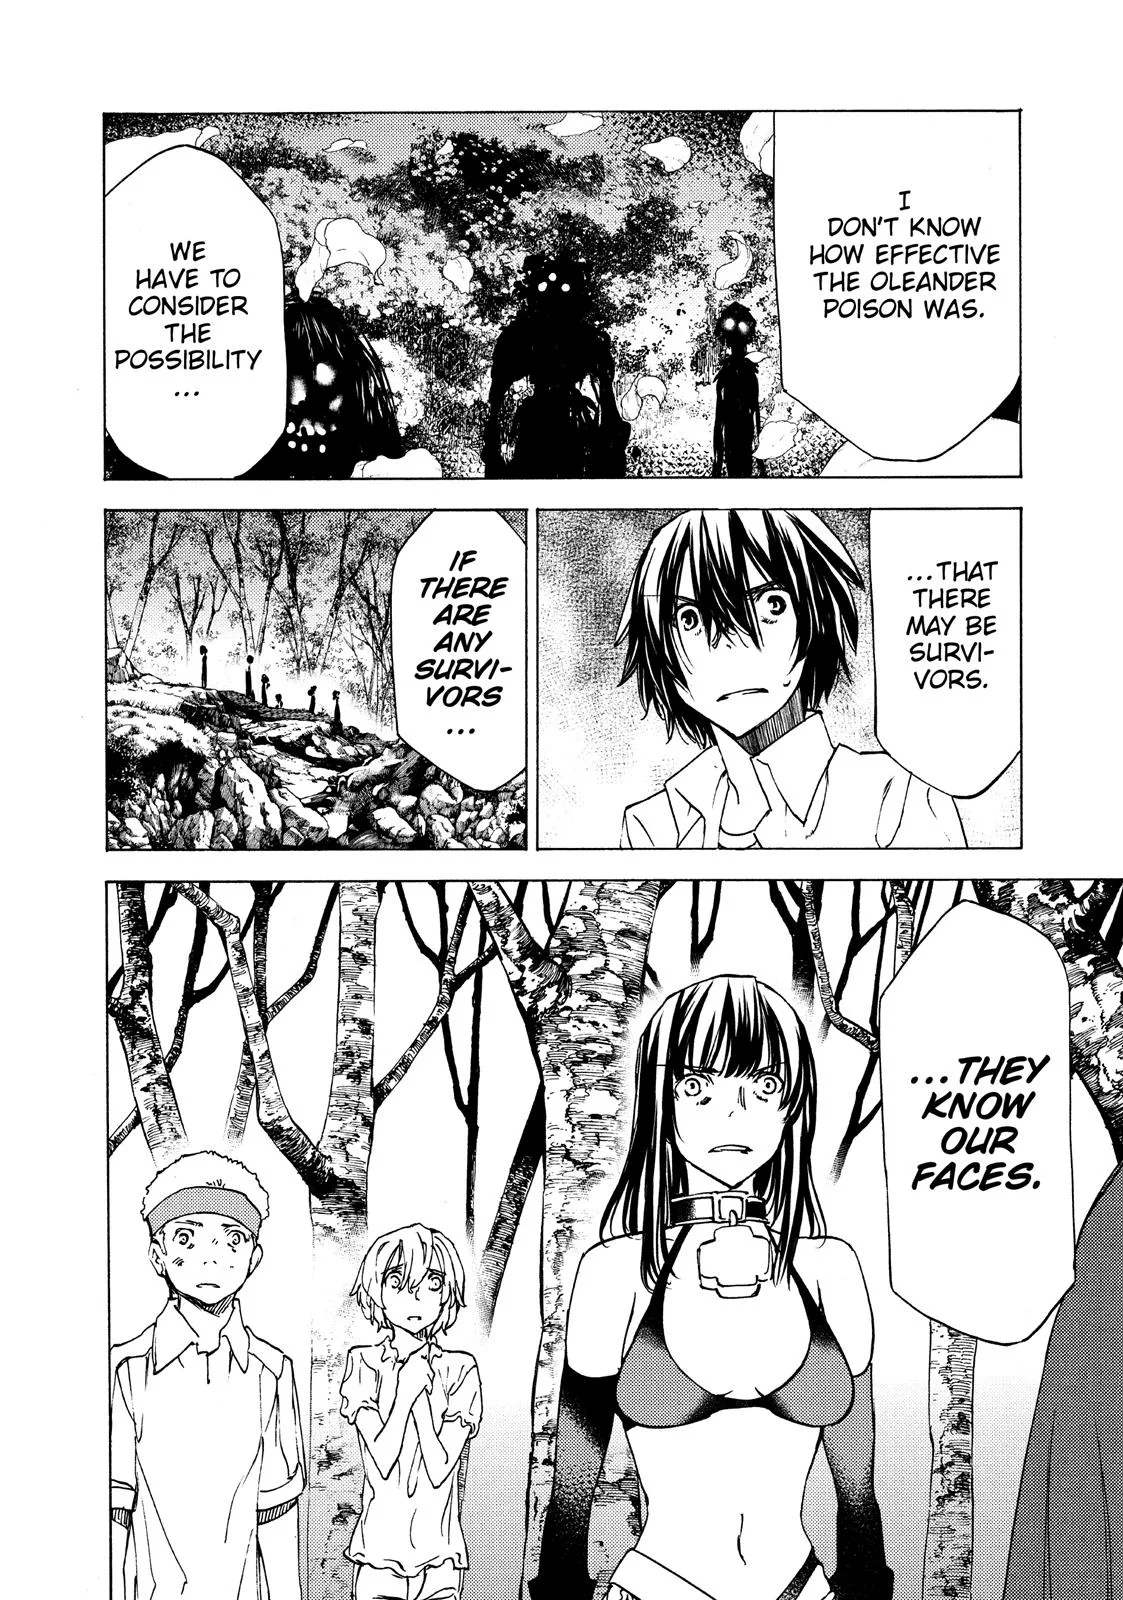 I
DON'T KNOW
HOW EFFECTIVE
THE OLEANDER
POISON WAS.
WE
HAVE TO
CONSIDER
THE
POSSIBILITY
...
...THAT
THERE
MAY BE
SURVI-
VORS.
IF
THERE
ARE
ANY
SURVI-
VORS
...
...THEY
KNOW
OUR
FACES.